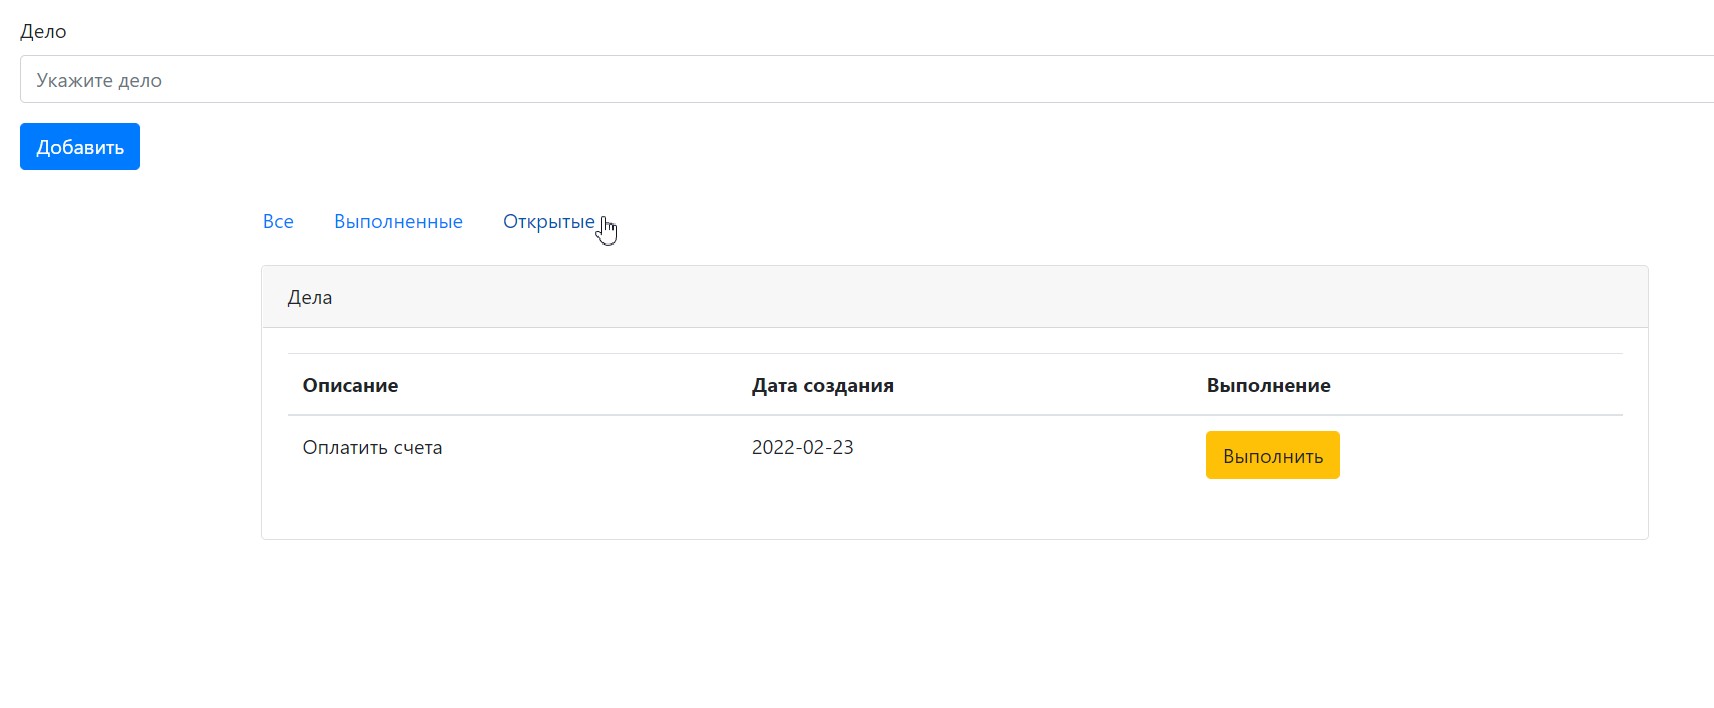 Дело
Укажите дело
Добавить
Все Выполненные Открытые
Дела
Описание Дата создания Выполнение
Оплатить счета 2022-02-23 Выполнить